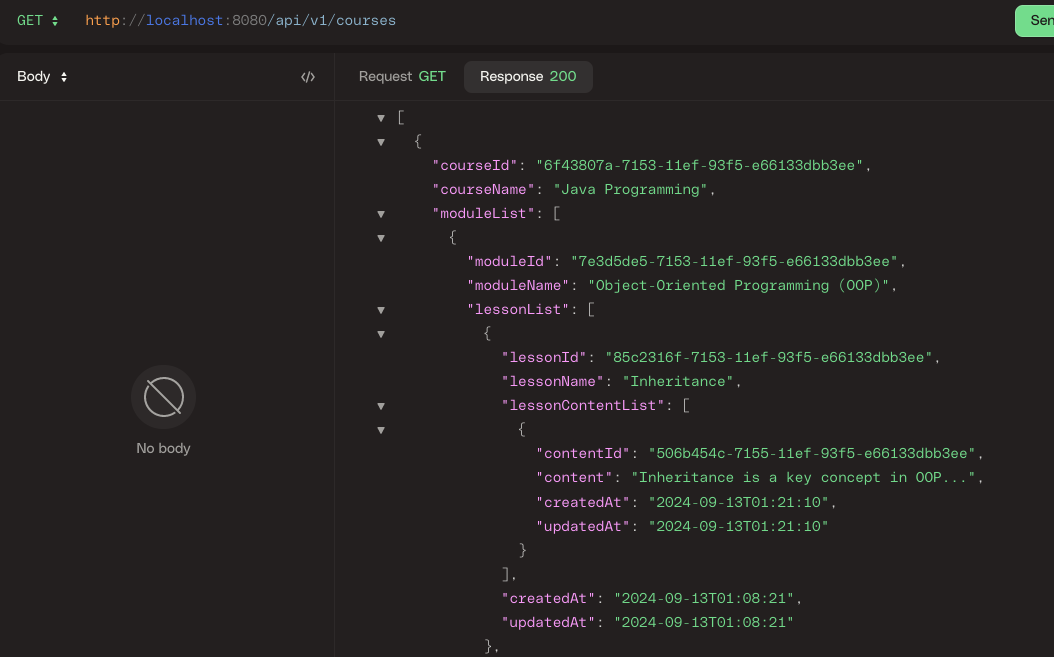 GET http://localhost:8080/api/v1/courses Sen
Body </> Request GET Response 200
[
{
"courseId": "6f43807a-7153-11ef-93f5-e66133dbb3ee",
"courseName": "Java Programming",
"moduleList": [
{
"moduleId": "7e3d5de5-7153-11ef-93f5-e66133dbb3ee",
"moduleName": "Object-Oriented Programming (OOP)",
"lessonList": [
{
"lessonId": "85c2316f-7153-11ef-93f5-e66133dbb3ee",
"lessonName": "Inheritance",
"lessonContentList": [
{
"contentId": "506b454c-7155-11ef-93f5-e66133dbb3ee",
"content": "Inheritance is a key concept in OOP...",
"createdAt": "2024-09-13T01:21:10",
"updatedAt": "2024-09-13T01:21:10"
}
],
"createdAt": "2024-09-13T01:08:21",
"updatedAt": "2024-09-13T01:08:21"
},
No body